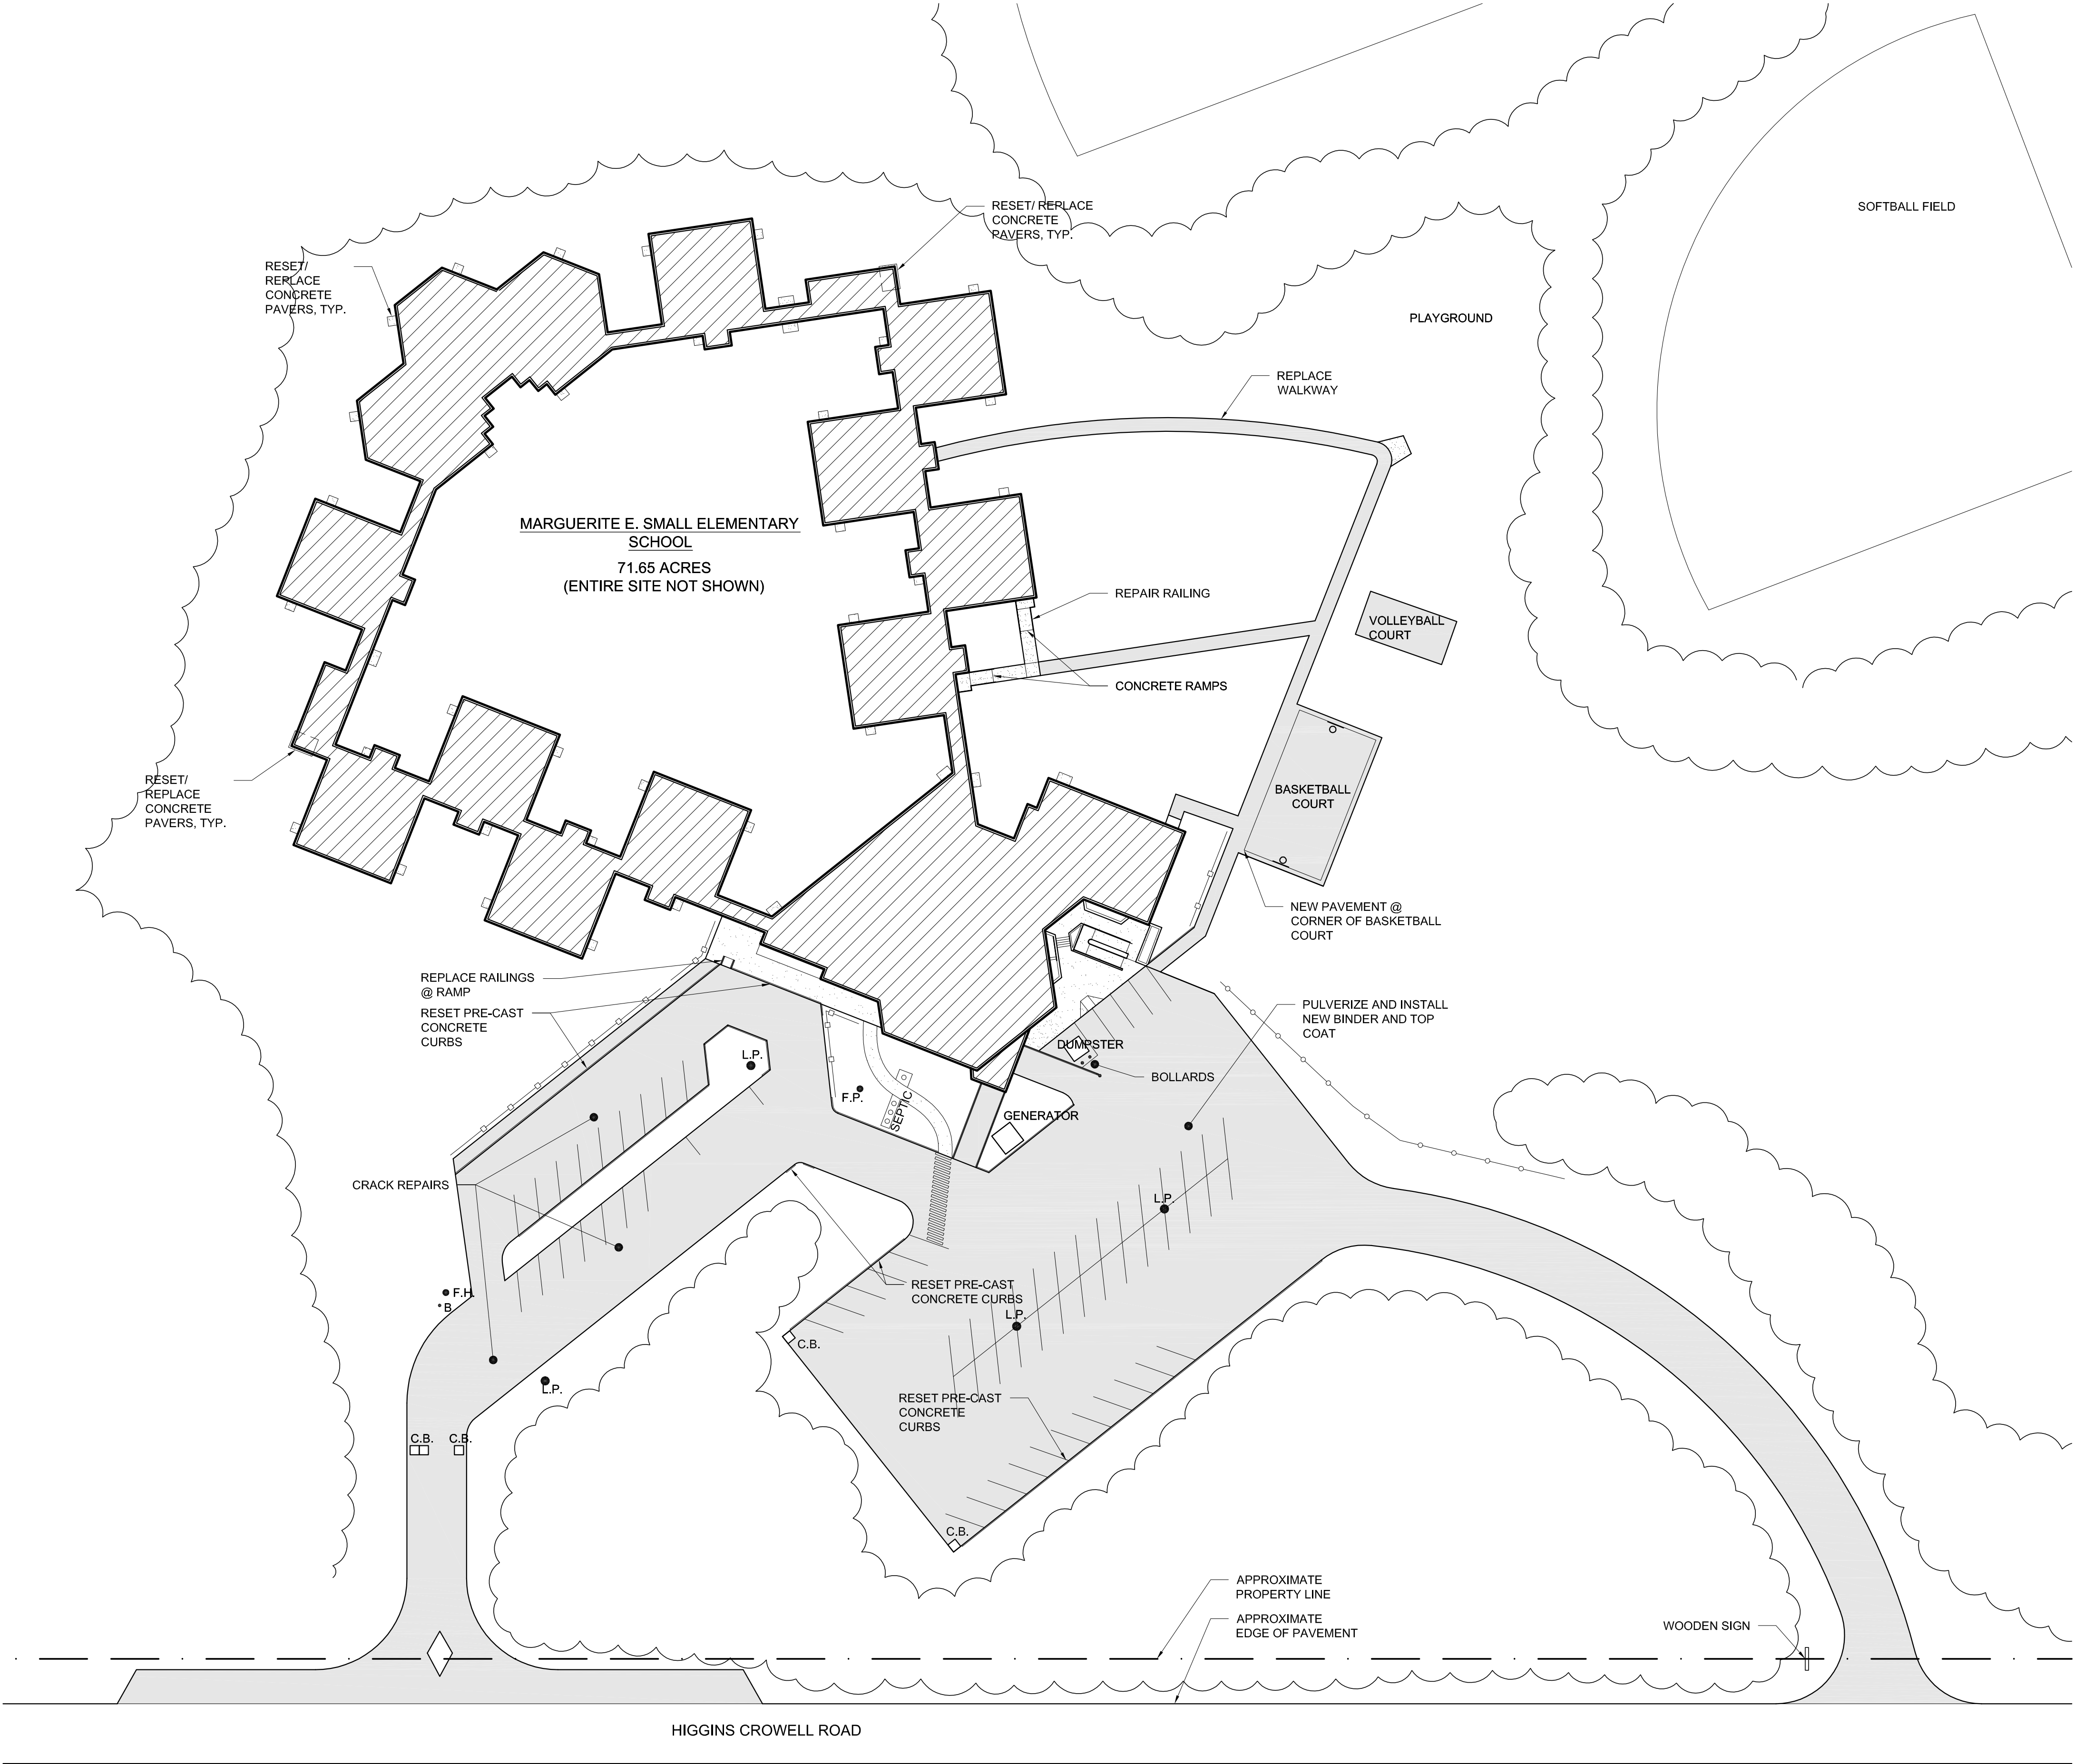 RESET/ REPLACE
CONCRETE
PAVERS, TYP.
SOFTBALL FIELD
RESET/
REPLACE
CONCRETE
PAVERS, TYP.
PLAYGROUND
REPLACE
WALKWAY
MARGUERITE E. SMALL ELEMENTARY
SCHOOL
71.65 ACRES
(ENTIRE SITE NOT SHOWN)
REPAIR RAILING
VOLLEYBALL
COURT
CONCRETE RAMPS
RESET/
REPLACE
CONCRETE
PAVERS, TYP.
BASKETBALL
COURT
NEW PAVEMENT @
CORNER OF BASKETBALL
COURT
REPLACE RAILINGS
@ RAMP
RESET PRE-CAST
CONCRETE
CURBS
PULVERIZE AND INSTALL
NEW BINDER AND TOP
COAT
L.P.
DUMPSTER
BOLLARDS
F.P.
SEPTIC
GENERATOR
CRACK REPAIRS
L.P.
F.H.
B
RESET PRE-CAST
CONCRETE CURBS
L.P.
C.B.
L.P.
RESET PRE-CAST
CONCRETE
CURBS
C.B.
C.B.
C.B.
APPROXIMATE
PROPERTY LINE
APPROXIMATE
EDGE OF PAVEMENT
WOODEN SIGN
HIGGINS CROWELL ROAD